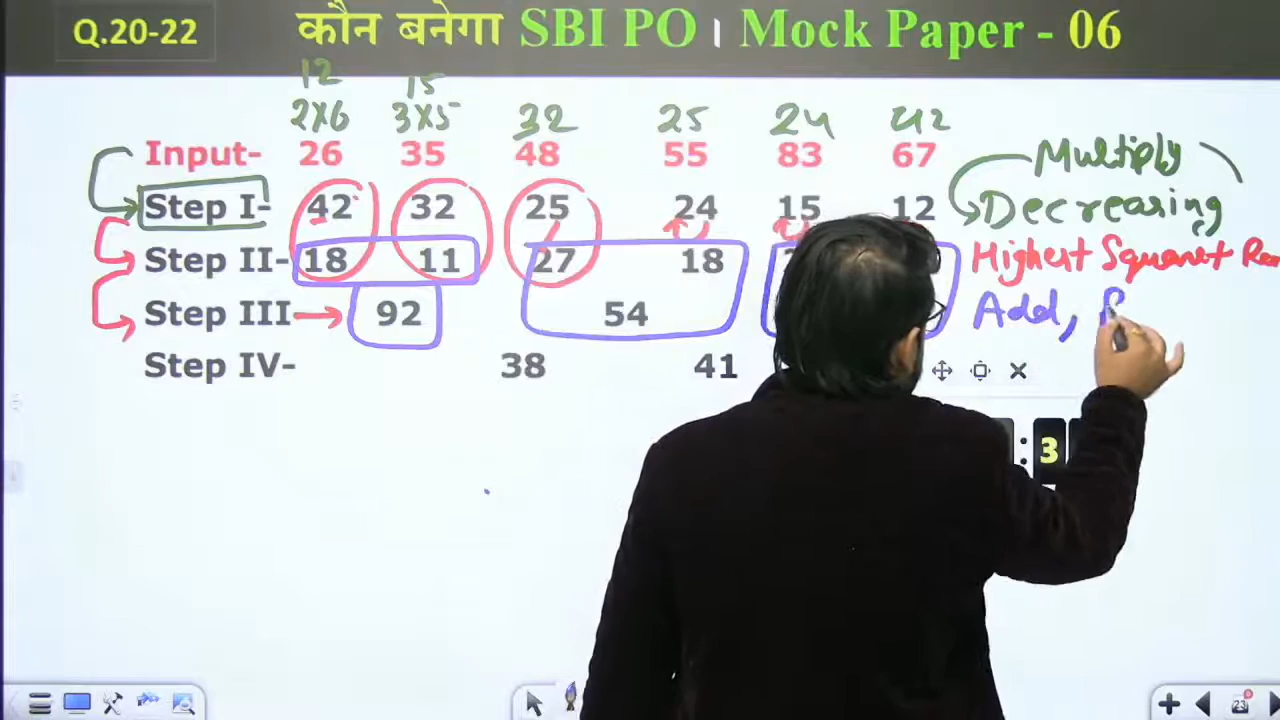 Q.20-22 कौन बनेगा SBI PO । Mock Paper - 06
12 15
2X6 3X5 32 25 24 42
Input- 26 35 48 55 83 67 Multiply
Step I- 42 32 25 24 15 12 Decreasing
Step II- 18 11 27 18 Highest Square
Step III 92 54 Add,
Step IV- 38 41
: 3
23